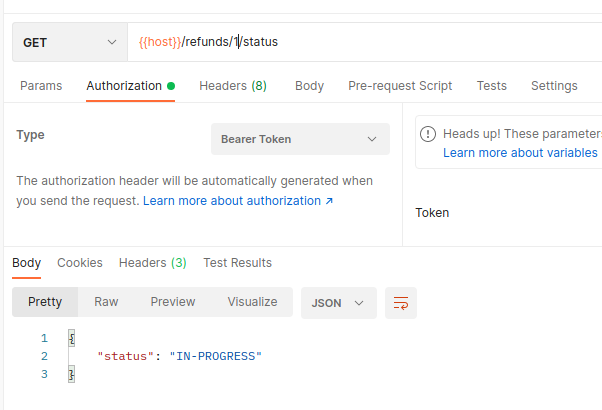 GET {{host}}/refunds/1/status
Params Authorization Headers (8) Body Pre-request Script Tests Settings
Type Bearer Token
Heads up! These parameters
Learn more about variables
The authorization header will be automatically generated when
you send the request. Learn more about authorization ↗
Token
Body Cookies Headers (3) Test Results
Pretty Raw Preview Visualize JSON
1 {
2 "status": "IN-PROGRESS"
3 }